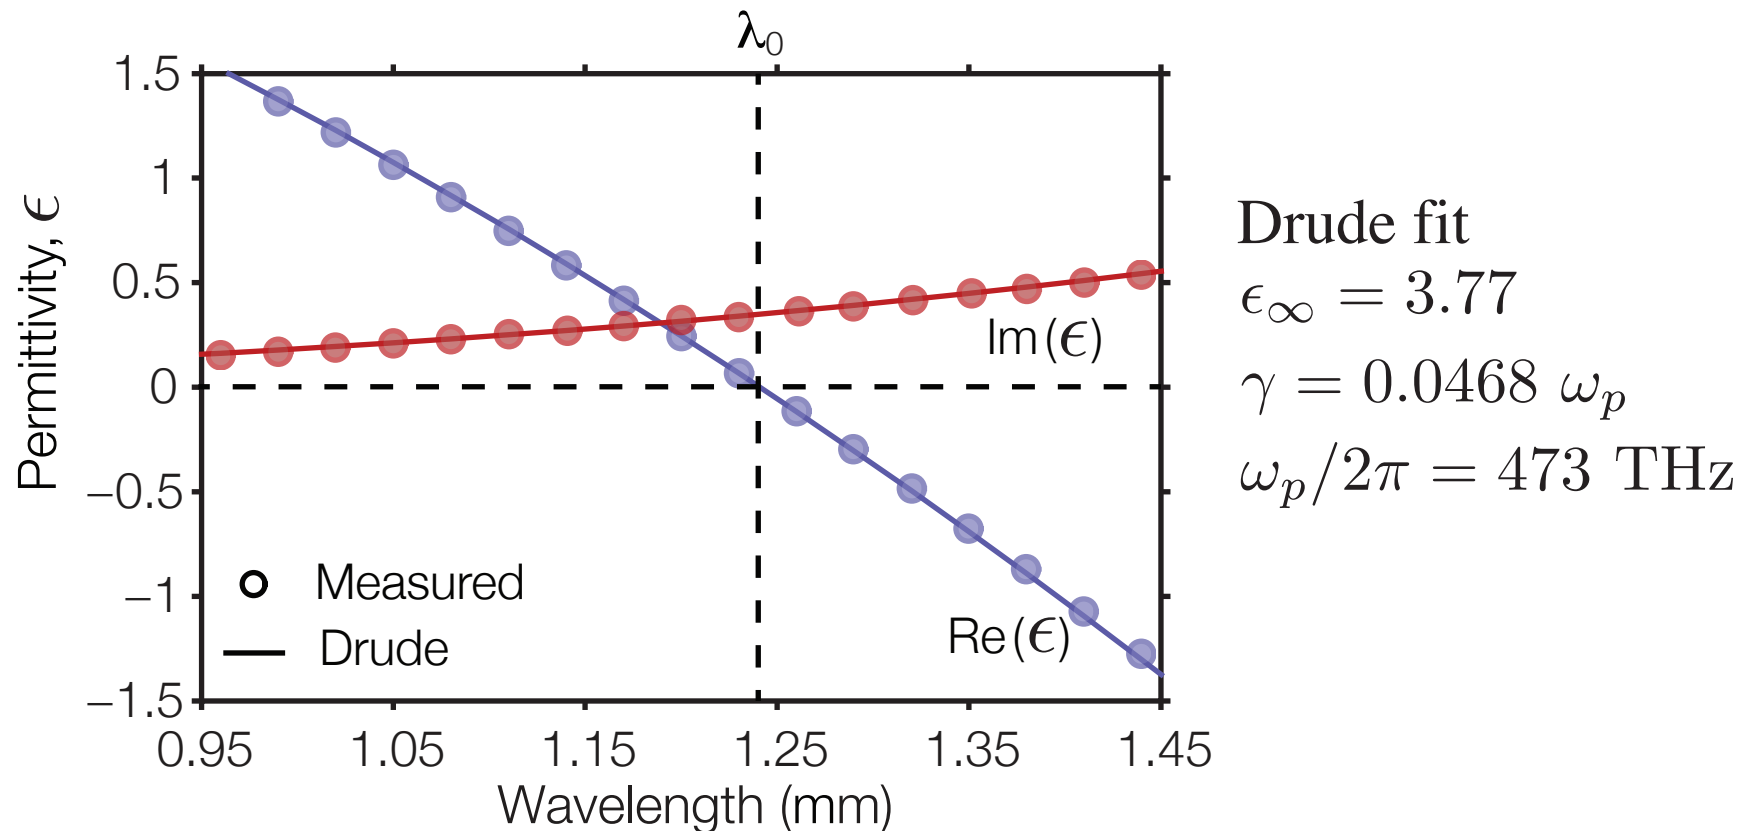 λ₀
1.5
1
0.5
0
−0.5
−1
−1.5
Permittivity, ϵ
Im(ϵ)
Re(ϵ)
Measured
Drude
0.95 1.05 1.15 1.25 1.35 1.45
Wavelength (mm)
Drude fit
ϵ∞ = 3.77
γ = 0.0468 ωₚ
ωₚ/2π = 473 THz